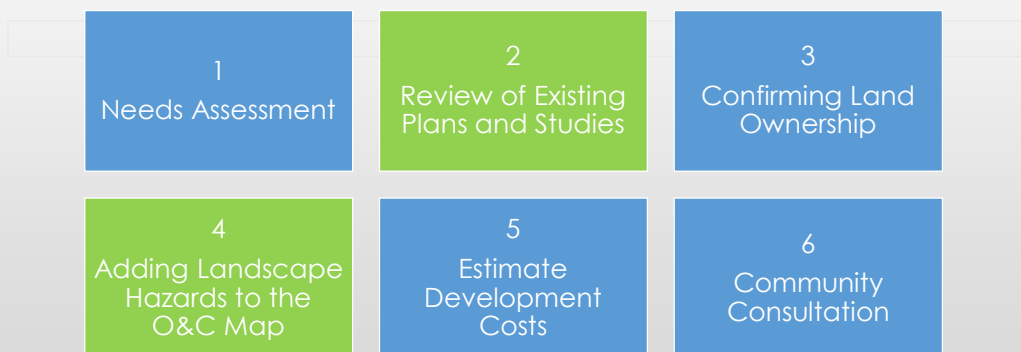 1
Needs Assessment
2
Review of Existing
Plans and Studies
3
Confirming Land
Ownership
4
Adding Landscape
Hazards to the
O&C Map
5
Estimate
Development
Costs
6
Community
Consultation